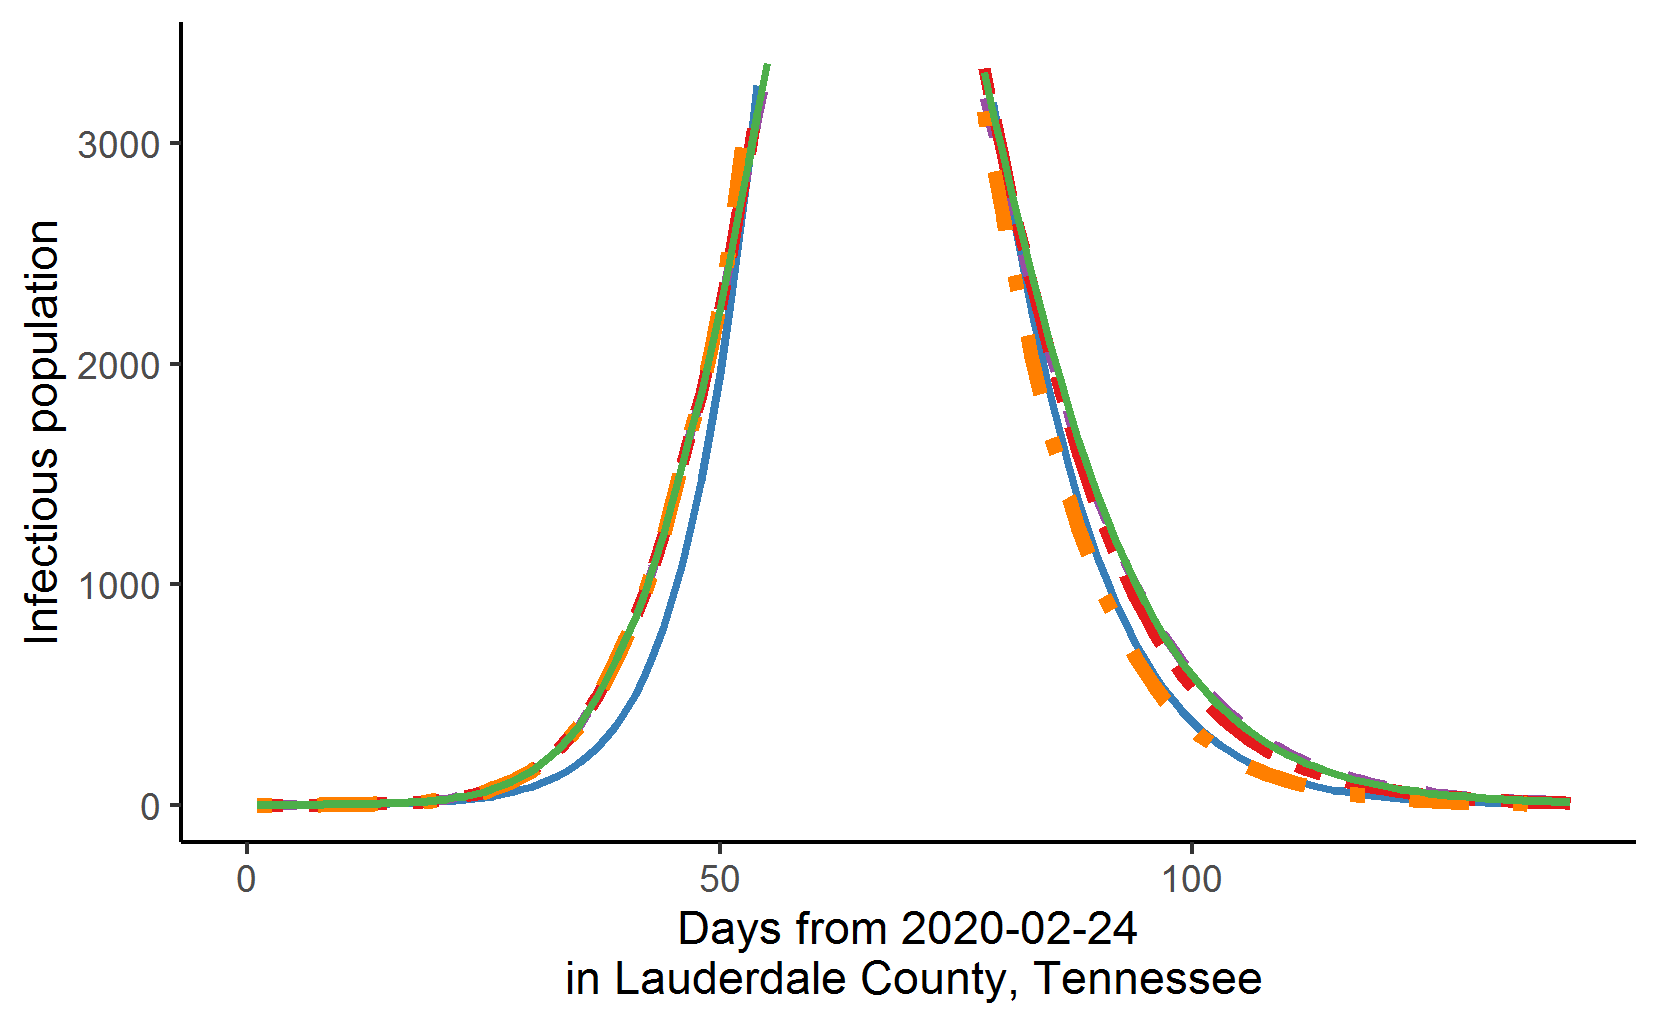 Infectious population
3000
2000
1000
0
0 50 100
Days from 2020-02-24
in Lauderdale County, Tennessee